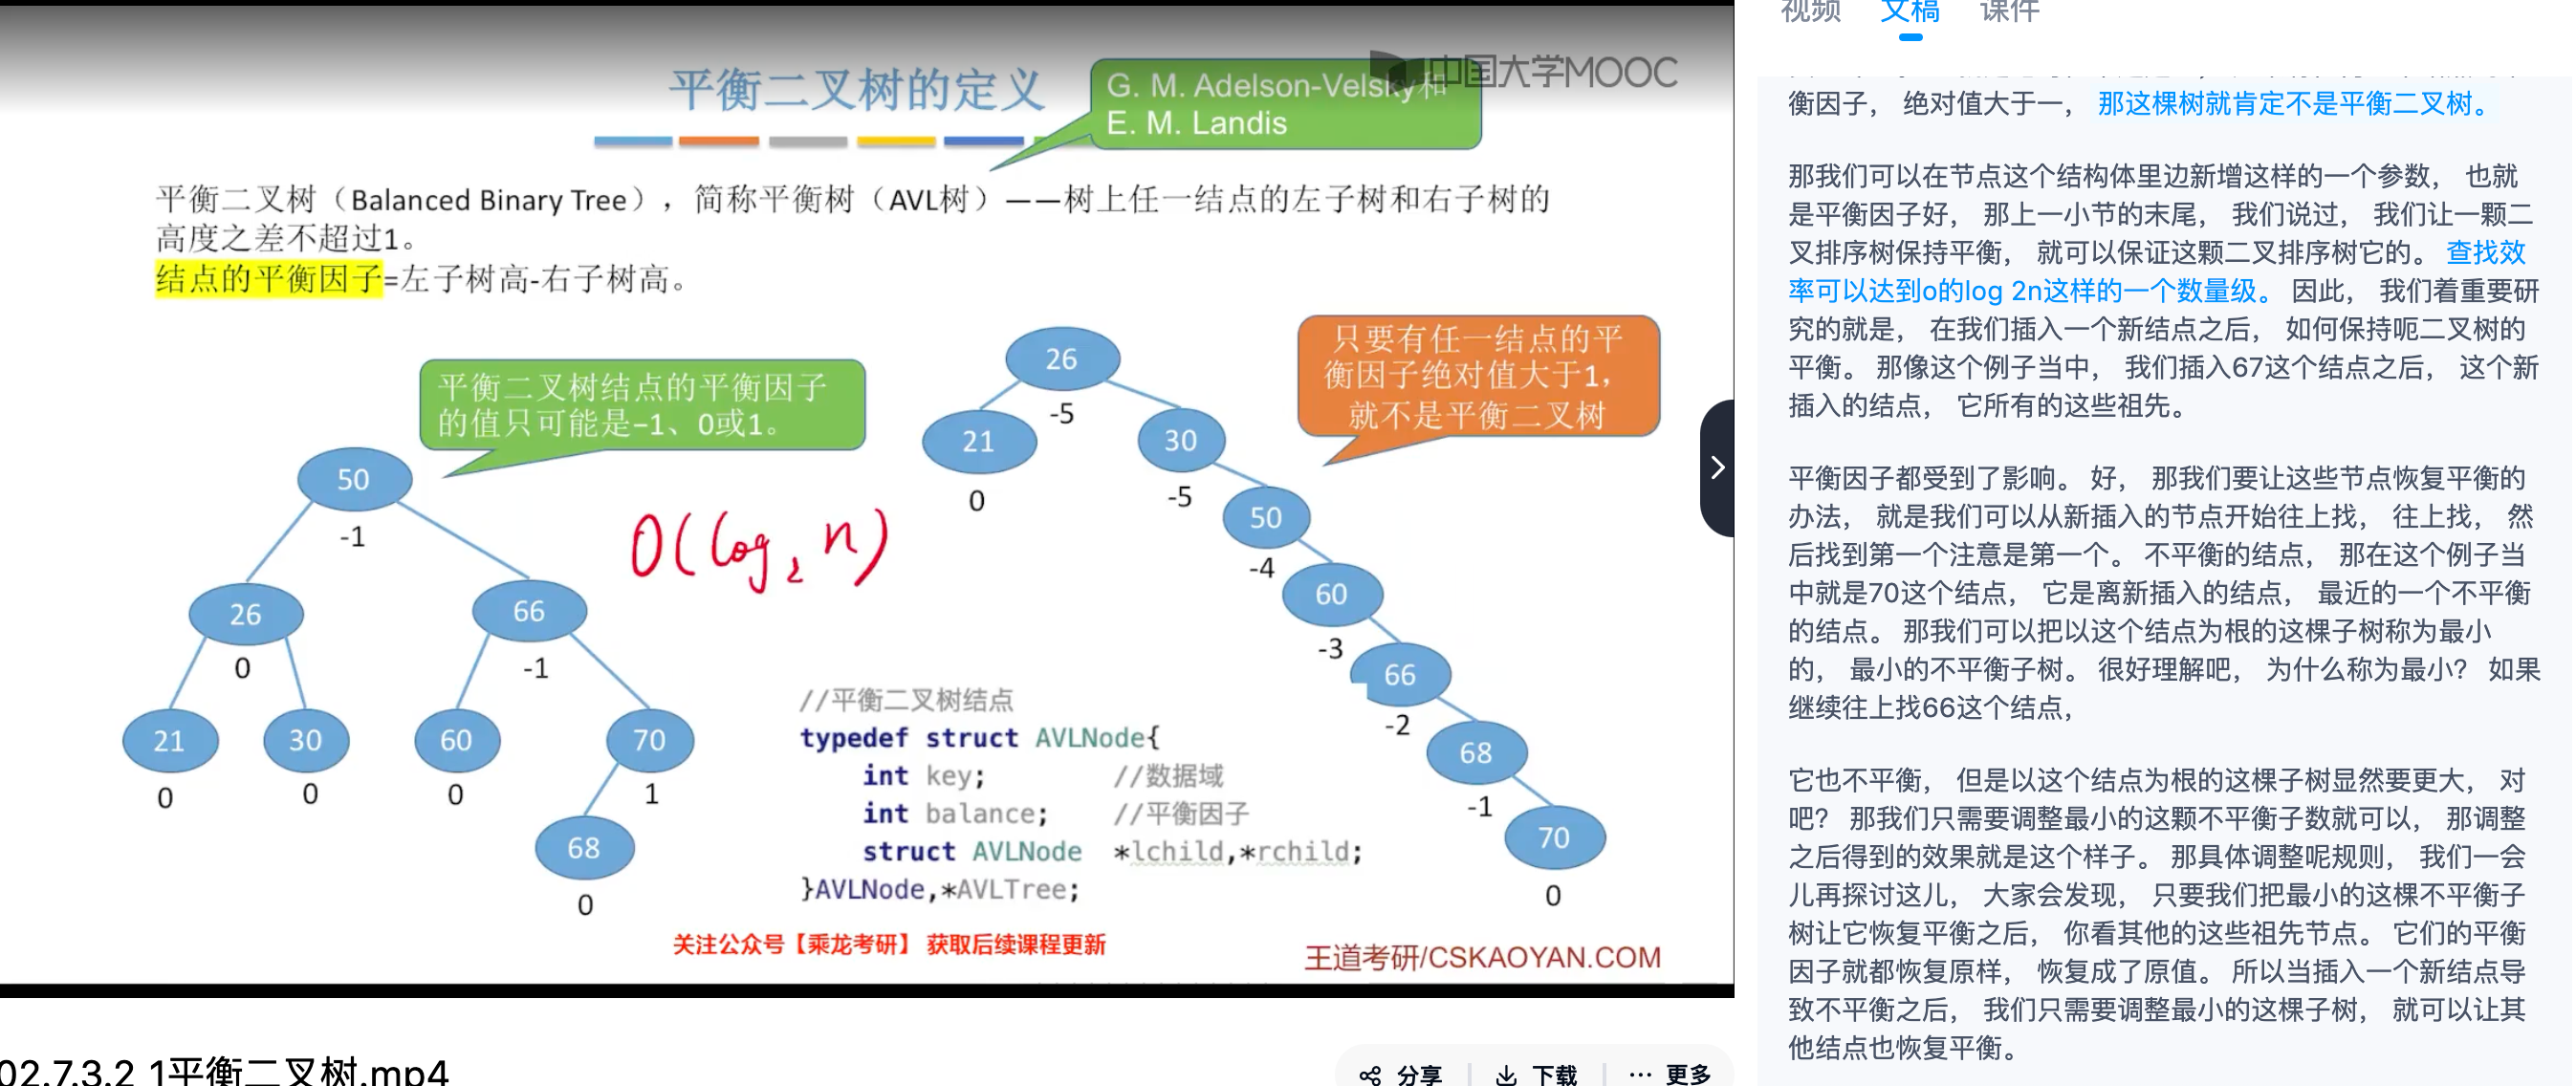 平衡二叉树的定义
G. M. Adelson-Velsky和
E. M. Landis
中国大学MOOC
平衡二叉树（Balanced Binary Tree），简称平衡树（AVL树）——树上任一结点的左子树和右子树的
高度之差不超过1。
结点的平衡因子=左子树高-右子树高。
平衡二叉树结点的平衡因子
的值只可能是−1、0或1。
50
-1
26
0
66
-1
21
0
30
0
60
0
70
1
68
0
O(log₂n)
26
-5
21
0
30
-5
50
-4
60
-3
66
-2
68
-1
70
0
只要有任一结点的平
衡因子绝对值大于1，
就不是平衡二叉树
//平衡二叉树结点
typedef struct AVLNode{
int key; //数据域
int balance; //平衡因子
struct AVLNode *lchild,*rchild;
}AVLNode,*AVLTree;
关注公众号【乘龙考研】 获取后续课程更新
王道考研/CSKAOYAN.COM
02.7.3.2_1平衡二叉树.mp4
分享
下载
更多
视频 文稿 课件
衡因子， 绝对值大于一， 那这棵树就肯定不是平衡二叉树。
那我们可以在节点这个结构体里边新增这样的一个参数， 也就
是平衡因子好， 那上一小节的末尾， 我们说过， 我们让一颗二
叉排序树保持平衡， 就可以保证这颗二叉排序树它的。 查找效
率可以达到o的log 2n这样的一个数量级。 因此， 我们着重要研
究的就是， 在我们插入一个新结点之后， 如何保持呃二叉树的
平衡。 那像这个例子当中， 我们插入67这个结点之后， 这个新
插入的结点， 它所有的这些祖先。
平衡因子都受到了影响。 好， 那我们要让这些节点恢复平衡的
办法， 就是我们可以从新插入的节点开始往上找， 往上找， 然
后找到第一个注意是第一个。 不平衡的结点， 那在这个例子当
中就是70这个结点， 它是离新插入的结点， 最近的一个不平衡
的结点。 那我们可以把以这个结点为根的这棵子树称为最小
的， 最小的不平衡子树。 很好理解吧， 为什么称为最小？ 如果
继续往上找66这个结点，
它也不平衡， 但是以这个结点为根的这棵子树显然要更大， 对
吧？ 那我们只需要调整最小的这颗不平衡子数就可以， 那调整
之后得到的效果就是这个样子。 那具体调整呢规则， 我们一会
儿再探讨这儿， 大家会发现， 只要我们把最小的这棵不平衡子
树让它恢复平衡之后， 你看其他的这些祖先节点。 它们的平衡
因子就都恢复原样， 恢复成了原值。 所以当插入一个新结点导
致不平衡之后， 我们只需要调整最小的这棵子树， 就可以让其
他结点也恢复平衡。